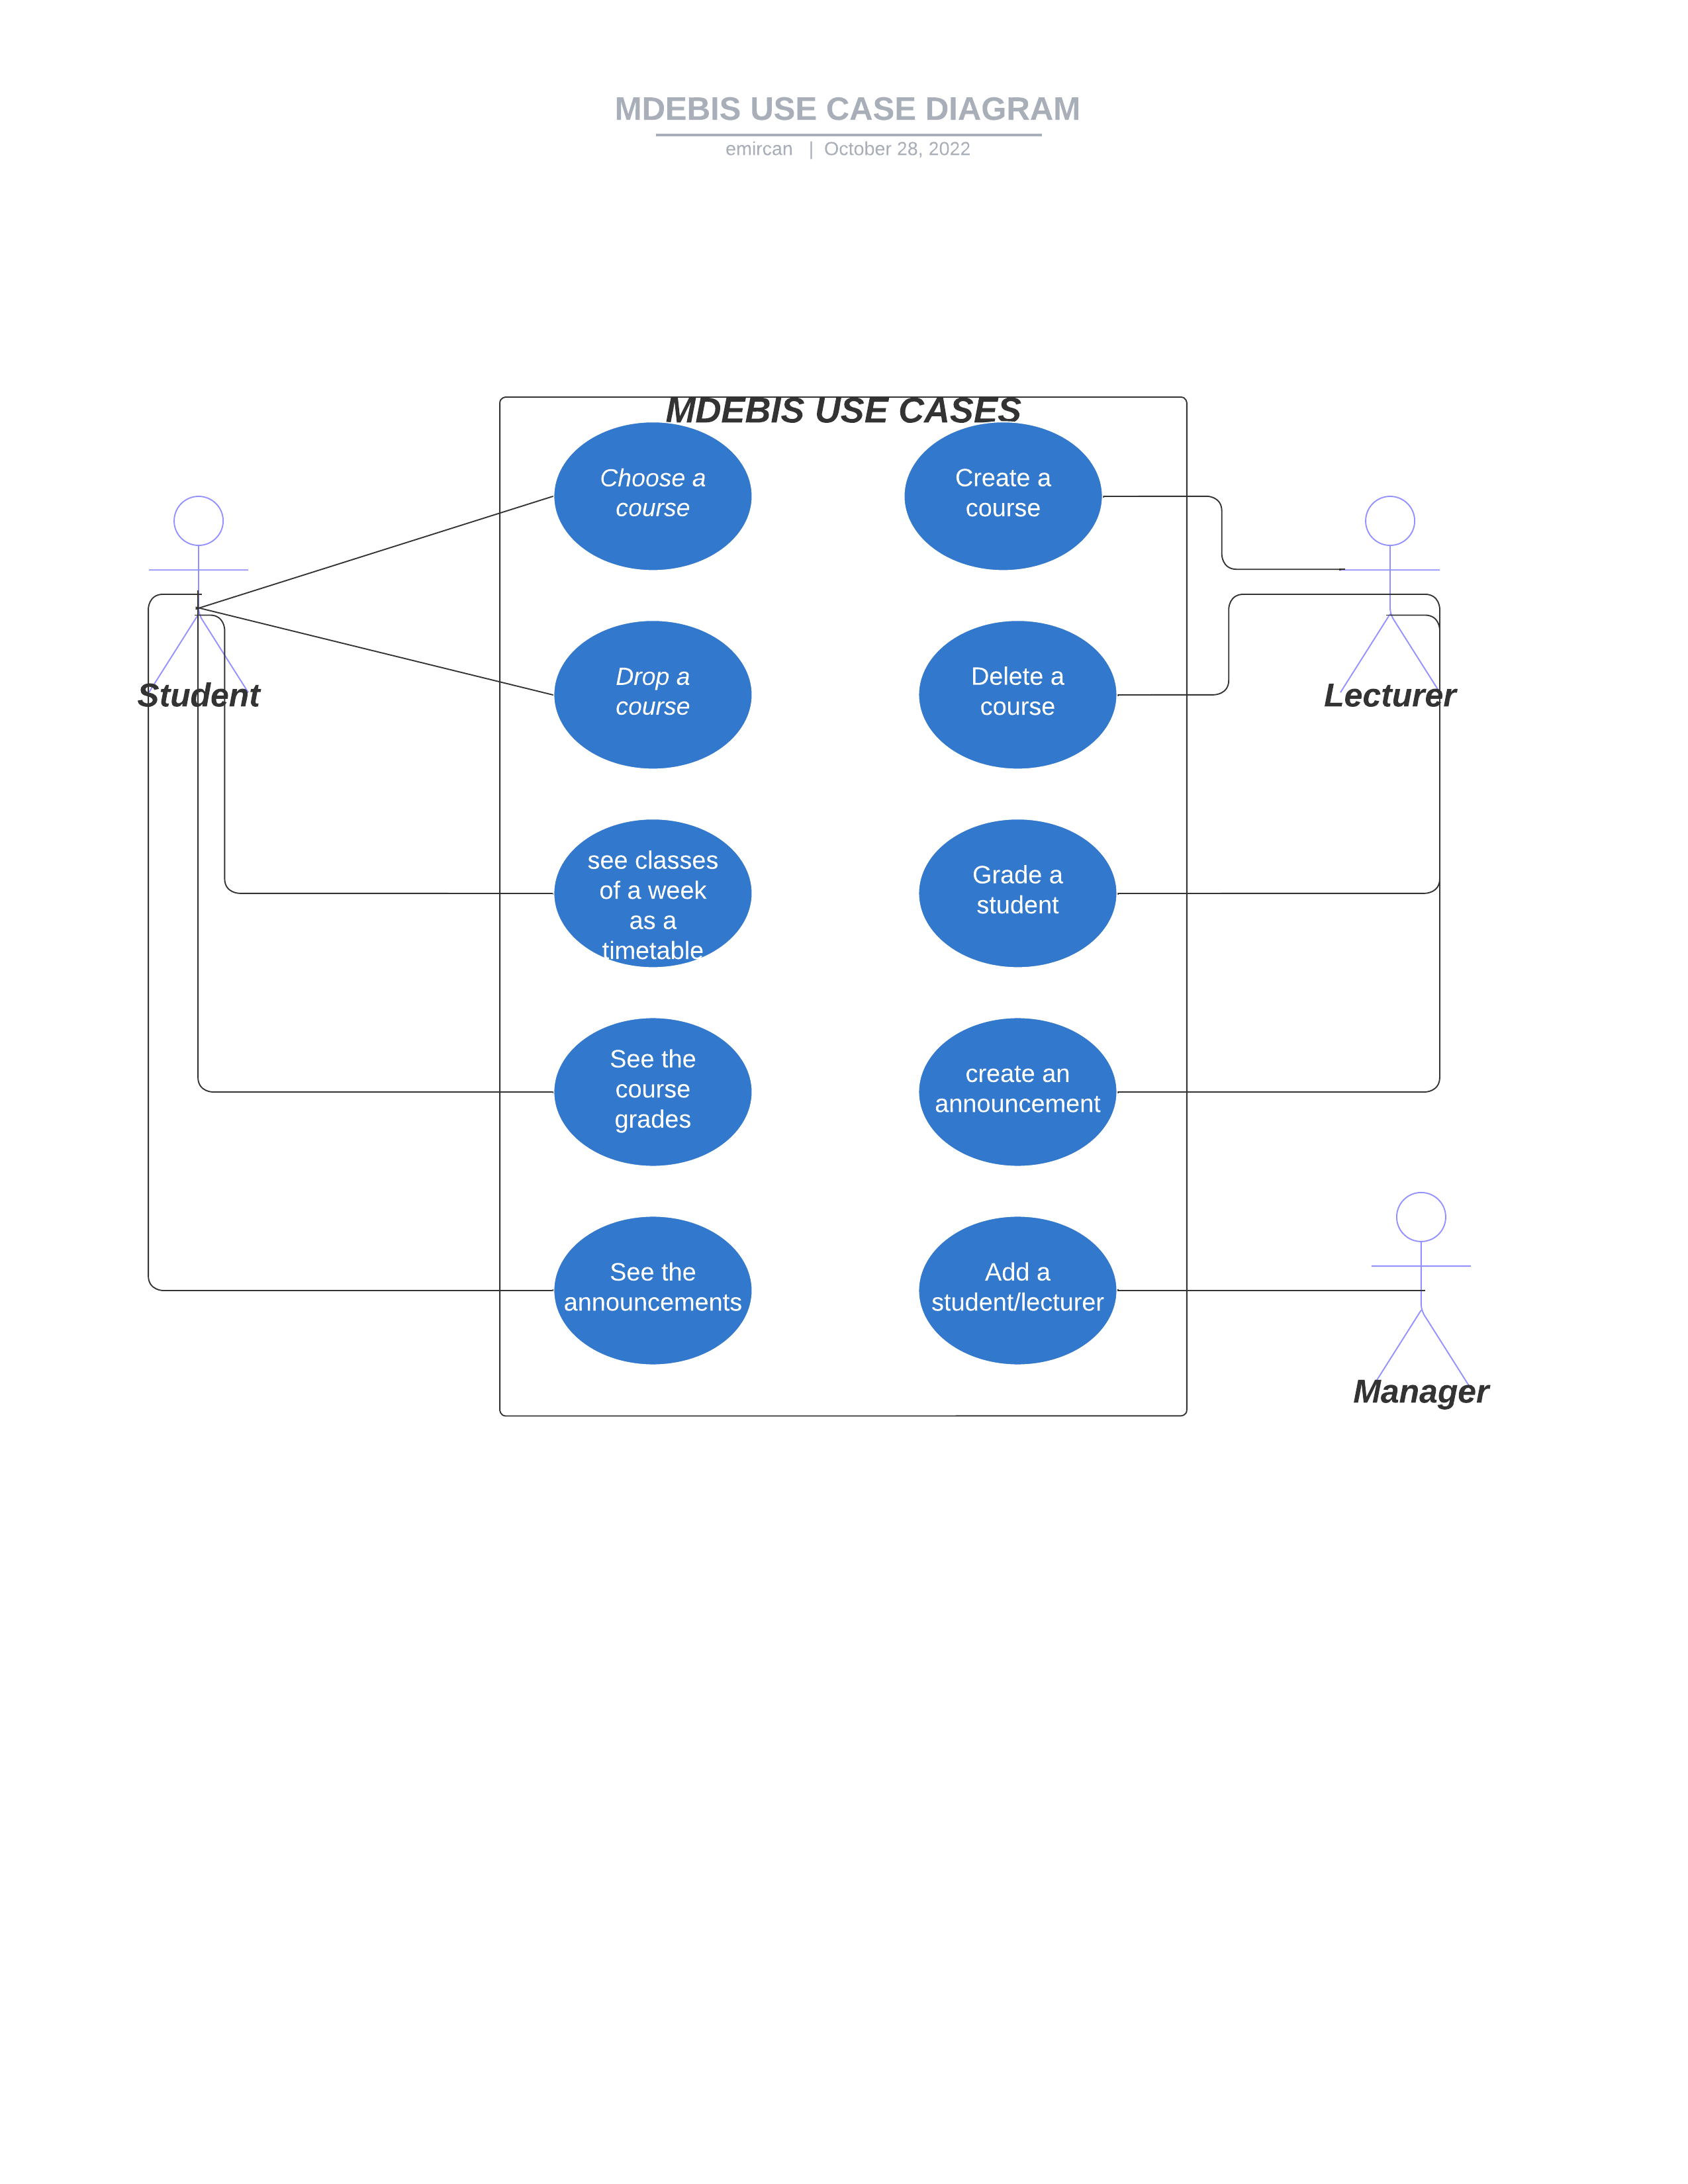 MDEBIS USE CASE DIAGRAM
emircan | October 28, 2022
MDEBIS USE CASES
Choose a
course
Create a
course
Student
Drop a
course
Delete a
course
Lecturer
see classes
of a week
as a
timetable
Grade a
student
See the
course
grades
create an
announcement
See the
announcements
Add a
student/lecturer
Manager